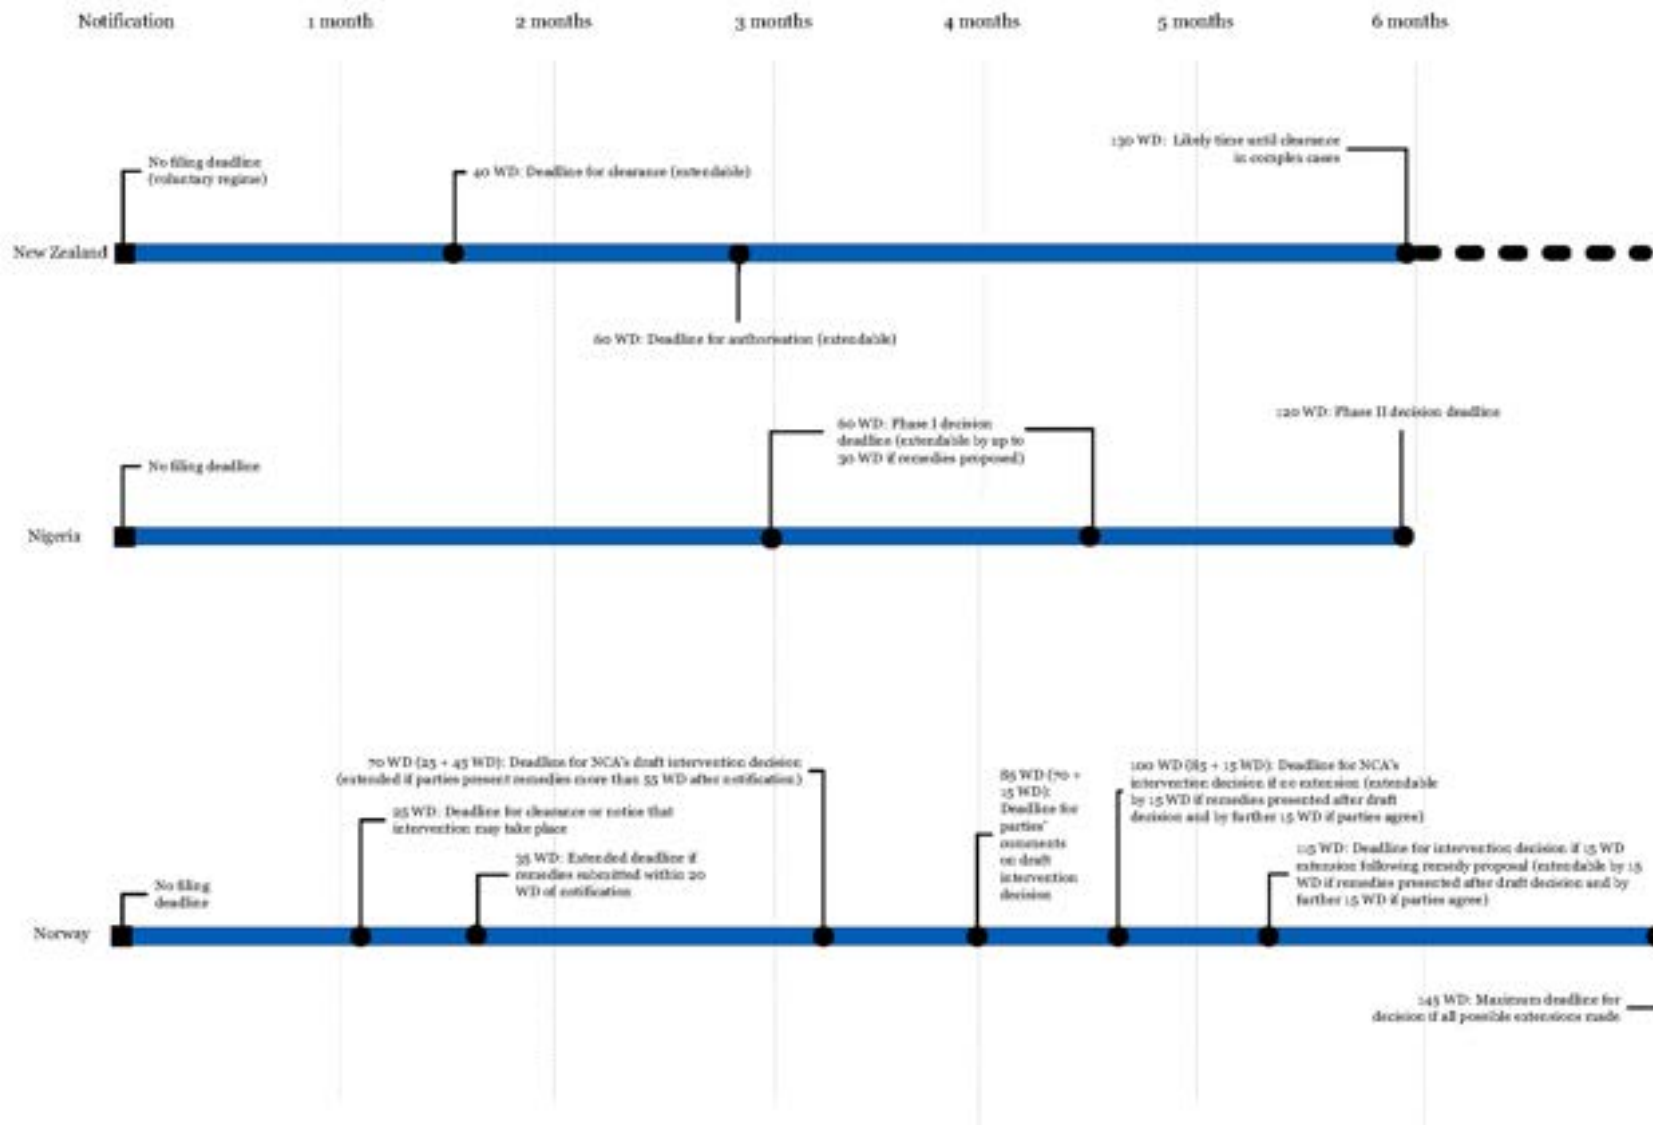 Notification 1 month 2 months 3 months 4 months 5 months 6 months
No filing deadline
(voluntary regime)
40 WD: Deadline for clearance (extendable)
130 WD: Likely time until clearance
in complex cases
New Zealand
60 WD: Deadline for authorisation (extendable)
No filing deadline
60 WD: Phase I decision
deadline (extendable by up to
30 WD if remedies proposed)
120 WD: Phase II decision deadline
Nigeria
70 WD (25 + 45 WD): Deadline for NCA's draft intervention decision
(extended if parties present remedies more than 55 WD after notification)
25 WD: Deadline for clearance or notice that
intervention may take place
35 WD: Extended deadline if
remedies submitted within 20
WD of notification
No filing
deadline
85 WD (70 +
15 WD):
Deadline for
parties'
comments
on draft
intervention
decision
100 WD (85 + 15 WD): Deadline for NCA's
intervention decision if no extension (extendable
by 15 WD if remedies presented after draft
decision and by further 15 WD if parties agree)
115 WD: Deadline for intervention decision if 15 WD
extension following remedy proposal (extendable by 15
WD if remedies presented after draft decision and by
further 15 WD if parties agree)
Norway
145 WD: Maximum deadline for
decision if all possible extensions made